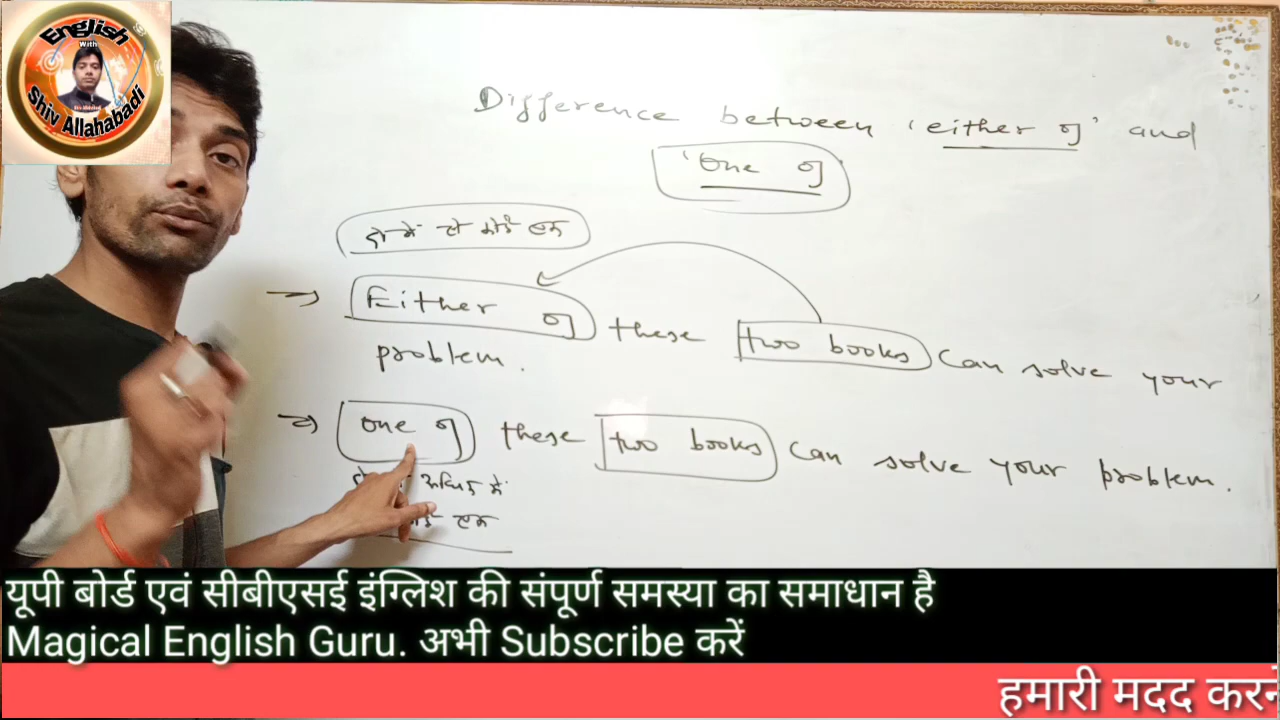 English
With
Shiv Allahabadi
Difference between 'either of' and
'One of
दो में से कोई एक
Either of these two books can solve your
problem.
One of these two books can solve your problem.
अधिक में
एक
यूपी बोर्ड एवं सीबीएसई इंग्लिश की संपूर्ण समस्या का समाधान है
Magical English Guru. अभी Subscribe करें
हमारी मदद करने